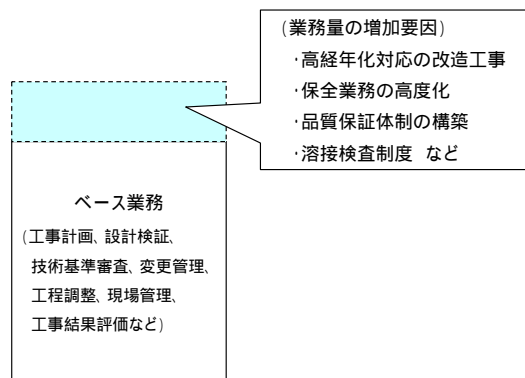 (業務量の増加要因)
・高経年化対応の改造工事
・保全業務の高度化
・品質保証体制の構築
・溶接検査制度 など
ベース業務
(工事計画、設計検証、
技術基準審査、変更管理、
工程調整、現場管理、
工事結果評価など)